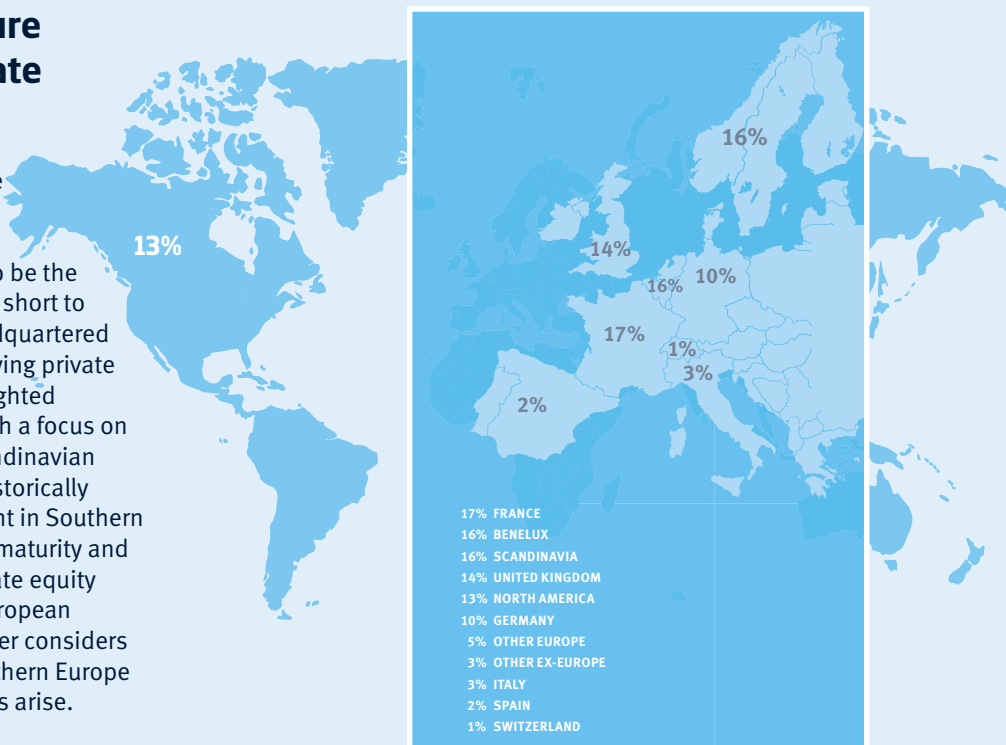 ure
ate
e
o be the
short to
dquartered
ving private
ghted
h a focus on
ndinavian
storically
nt in Southern
maturity and
ate equity
ropean
er considers
thern Europe
s arise.
13%
16%
14%
16%
10%
17%
1%
3%
2%
17% FRANCE
16% BENELUX
16% SCANDINAVIA
14% UNITED KINGDOM
13% NORTH AMERICA
10% GERMANY
5% OTHER EUROPE
3% OTHER EX-EUROPE
3% ITALY
2% SPAIN
1% SWITZERLAND